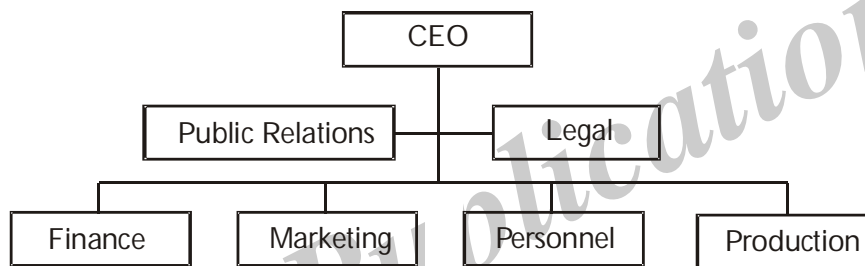 CEO
Public Relations Legal
Finance Marketing Personnel Production